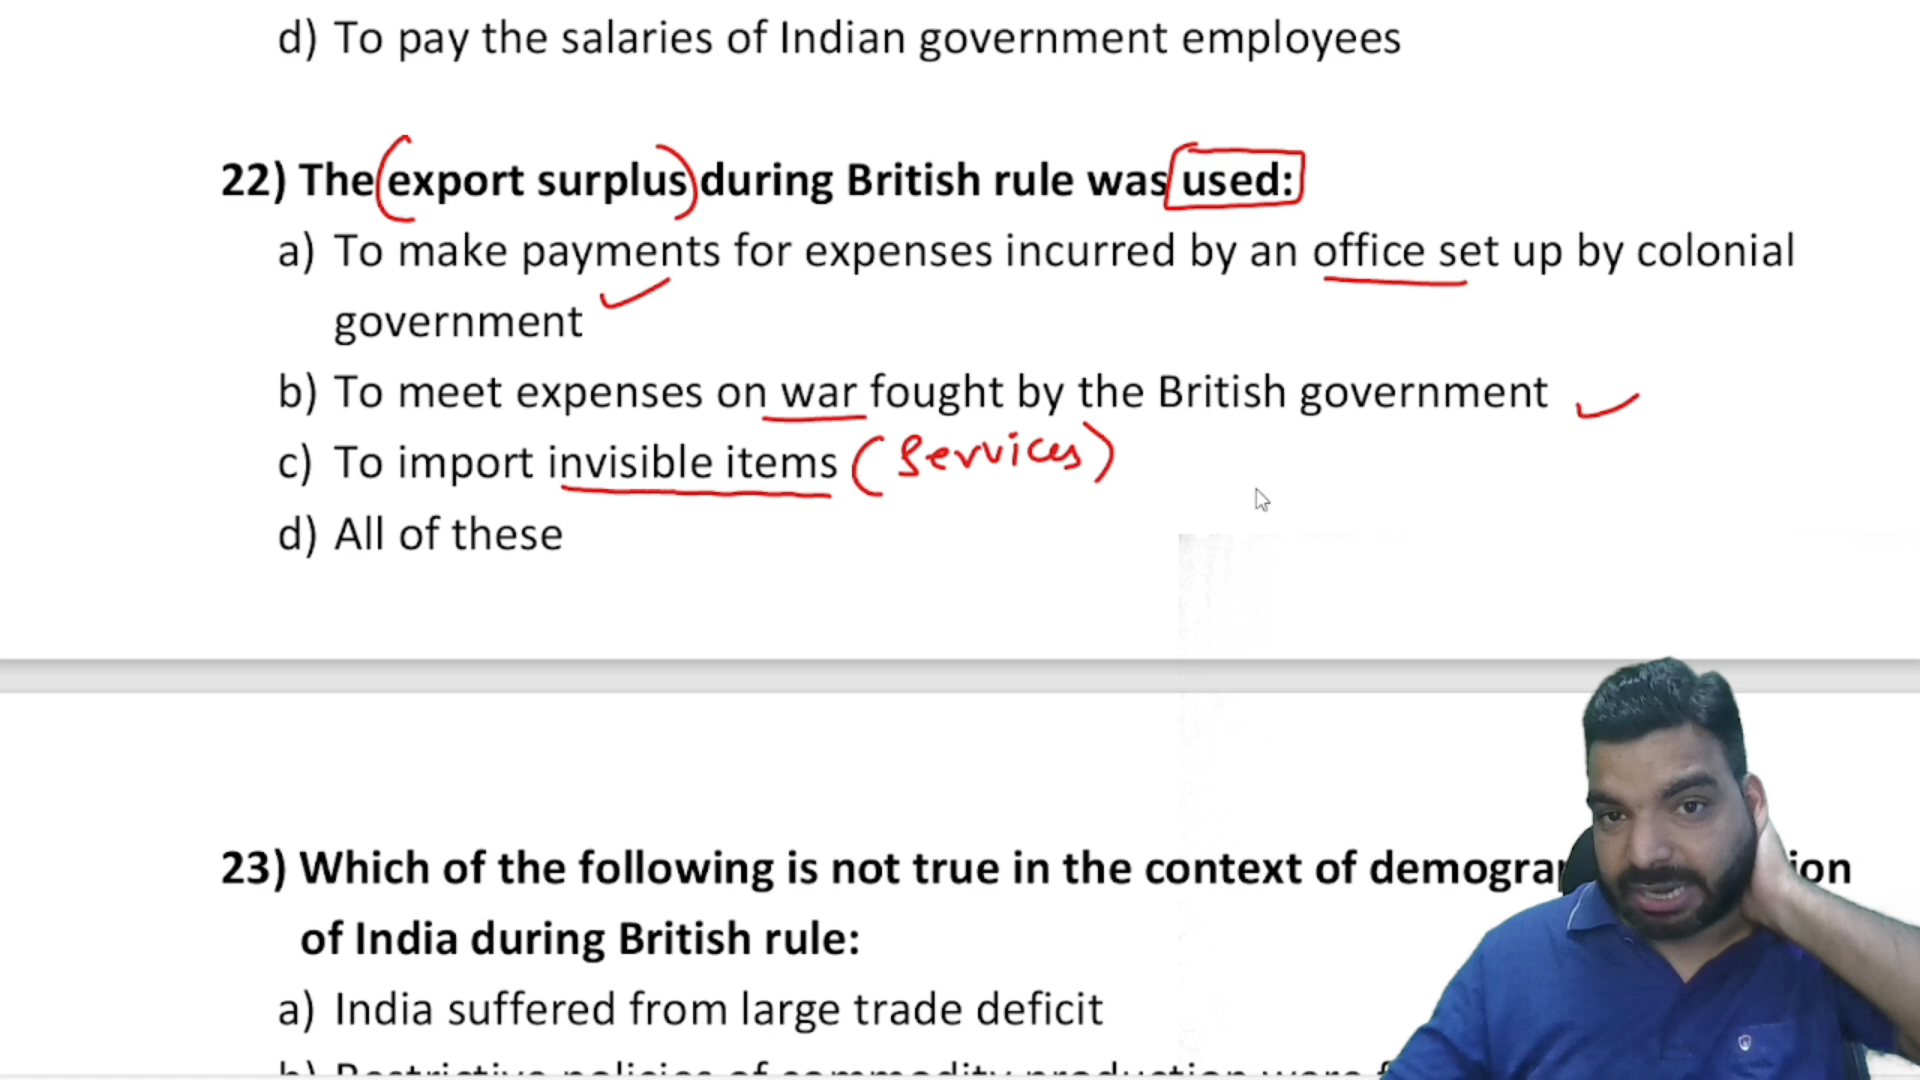 d) To pay the salaries of Indian government employees
22) The export surplus during British rule was used:
a) To make payments for expenses incurred by an office set up by colonial
government
b) To meet expenses on war fought by the British government
c) To import invisible items (Services)
d) All of these
23) Which of the following is not true in the context of
of India during British rule:
a) India suffered from large trade deficit